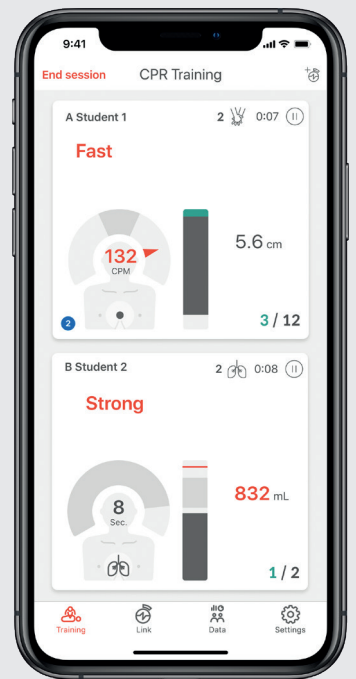 9:41
End session CPR Training
A Student 1 2 0:07
Fast
132
CPM
5.6 cm
2
3 / 12
B Student 2 2 0:08
Strong
8
Sec.
832 mL
1 / 2
Training Link Data Settings